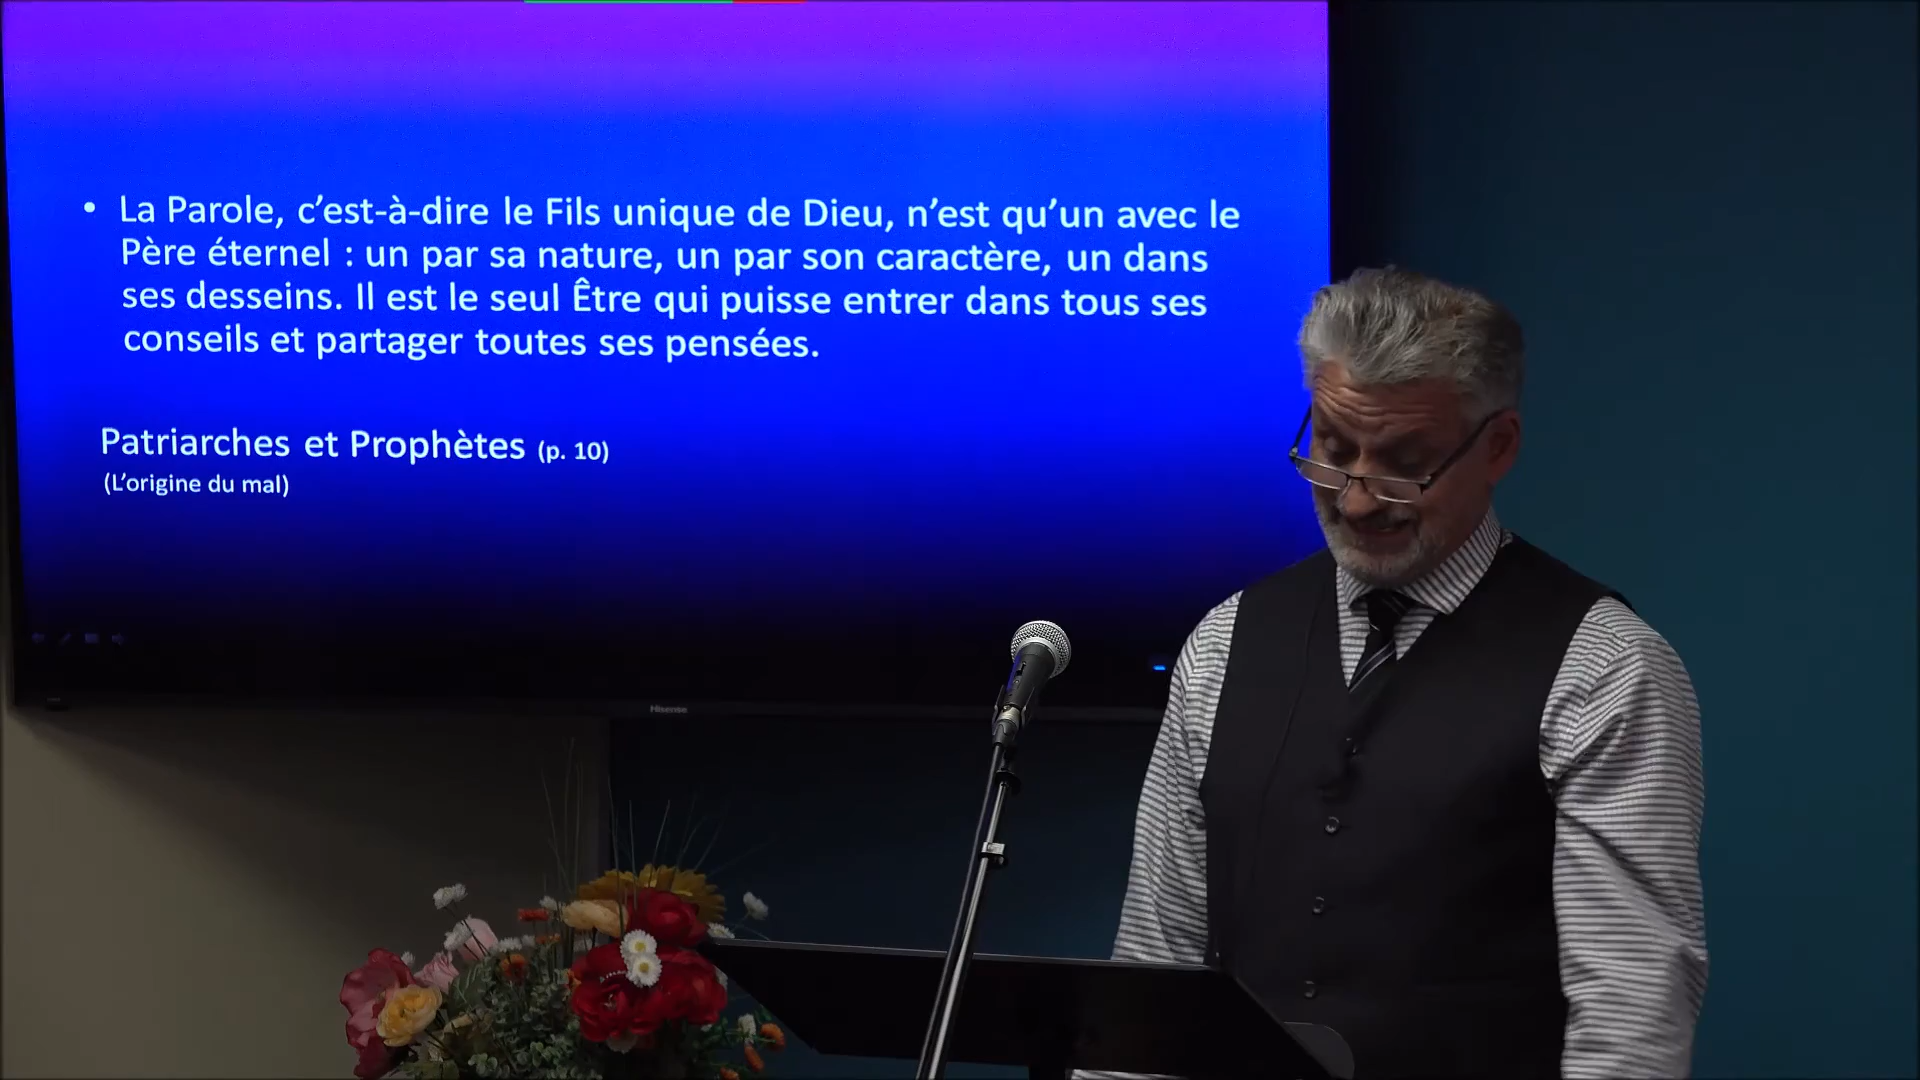 • La Parole, c’est-à-dire le Fils unique de Dieu, n’est qu’un avec le
Père éternel : un par sa nature, un par son caractère, un dans
ses desseins. Il est le seul Être qui puisse entrer dans tous ses
conseils et partager toutes ses pensées.
Patriarches et Prophètes (p. 10)
(L’origine du mal)
Hisense